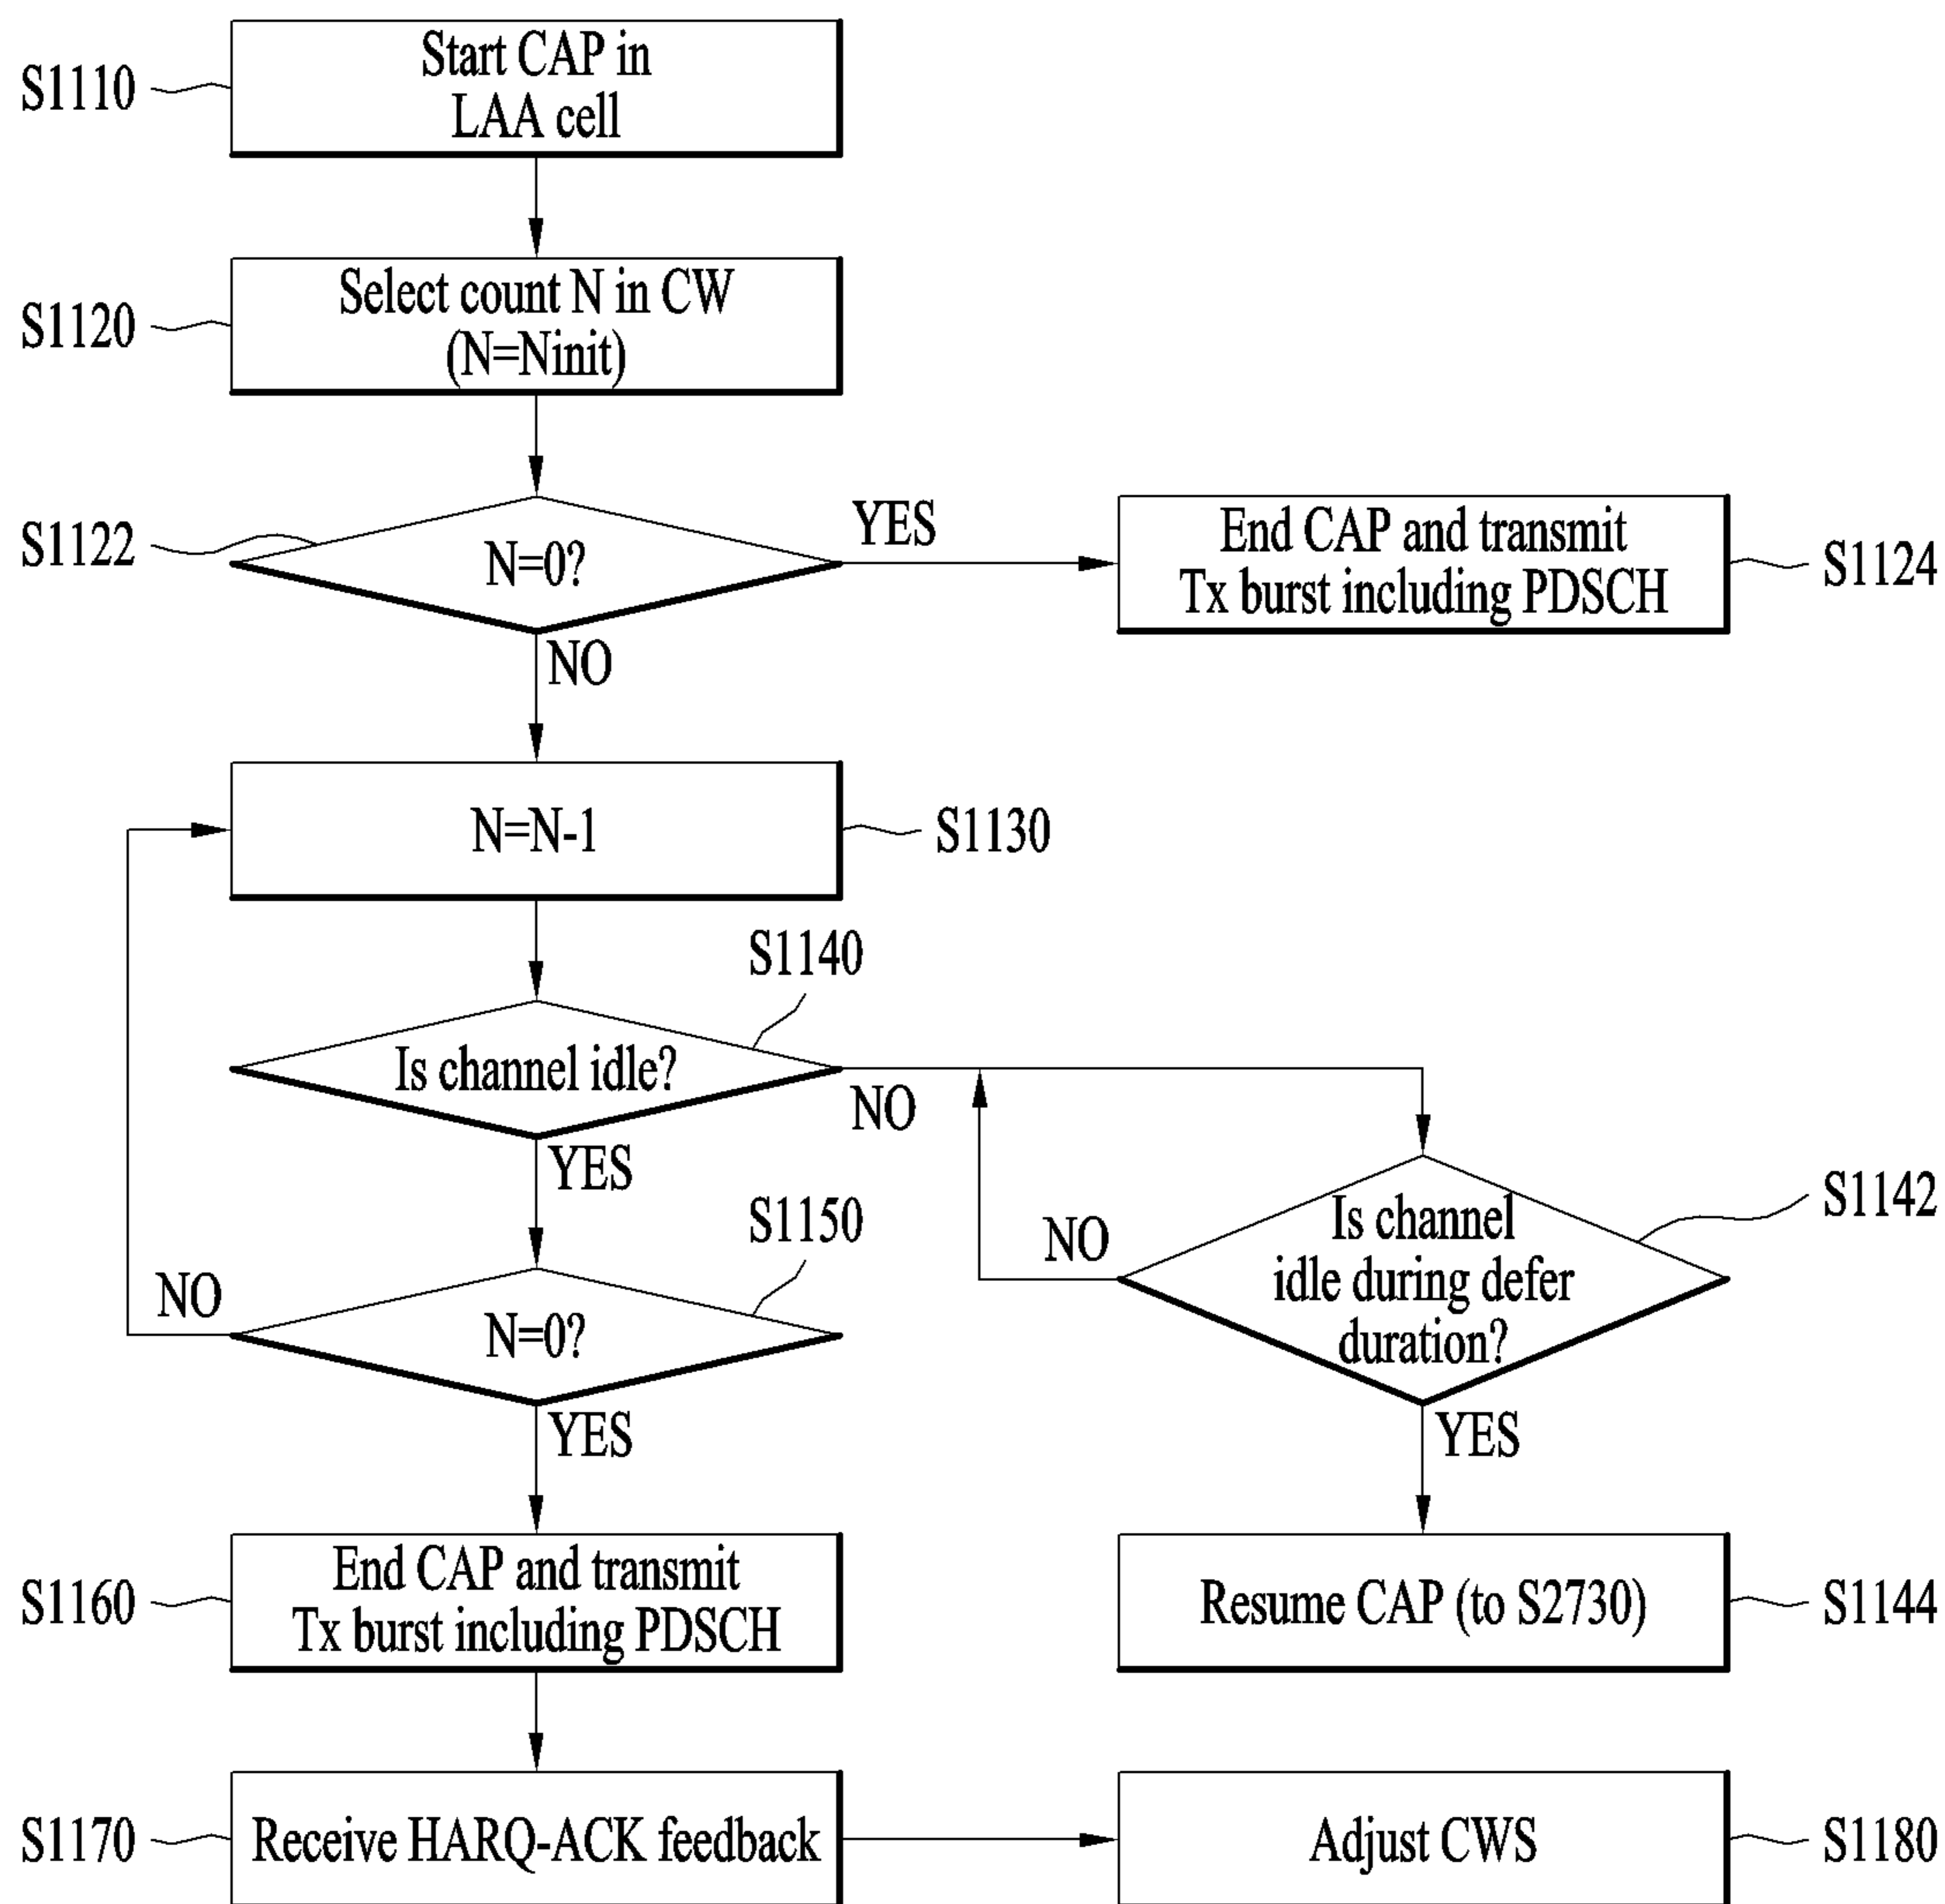 S1110
Start CAP in
LAA cell
S1120
Select count N in CW
(N=Ninit)
S1122
N=0?
YES
End CAP and transmit
Tx burst including PDSCH
S1124
NO
N=N-1
S1130
S1140
Is channel idle?
NO
YES
S1142
Is channel
idle during defer
duration?
NO
YES
S1150
N=0?
NO
YES
S1160
End CAP and transmit
Tx burst including PDSCH
Resume CAP (to S2730)
S1144
S1170
Receive HARQ-ACK feedback
Adjust CWS
S1180